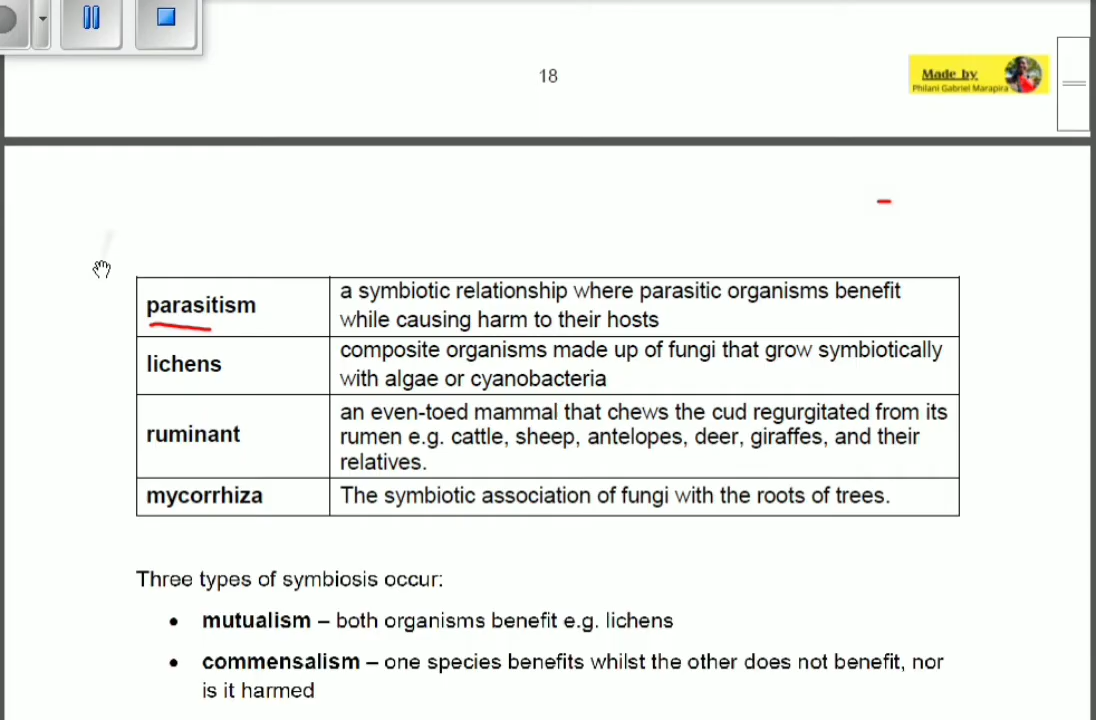 18
Made by
Philani Gabriel Marapira
parasitism
a symbiotic relationship where parasitic organisms benefit
while causing harm to their hosts
lichens
composite organisms made up of fungi that grow symbiotically
with algae or cyanobacteria
ruminant
an even-toed mammal that chews the cud regurgitated from its
rumen e.g. cattle, sheep, antelopes, deer, giraffes, and their
relatives.
mycorrhiza
The symbiotic association of fungi with the roots of trees.
Three types of symbiosis occur:
• mutualism – both organisms benefit e.g. lichens
• commensalism – one species benefits whilst the other does not benefit, nor
is it harmed